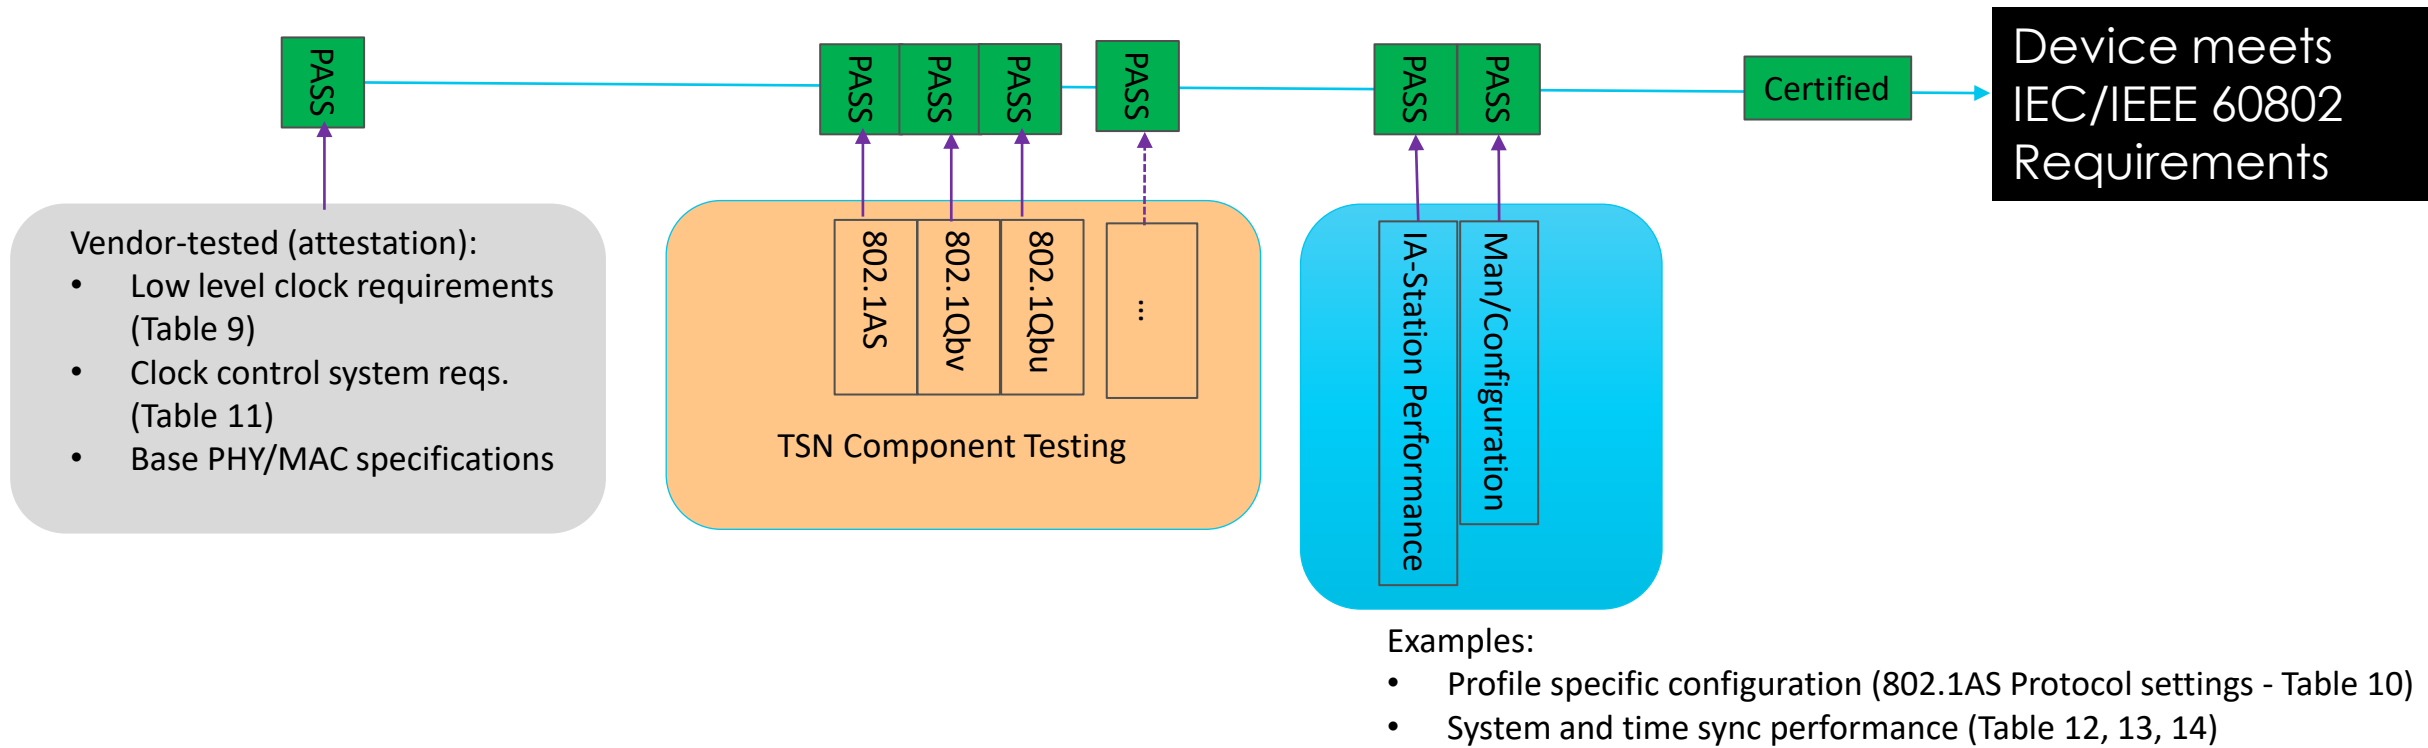 PASS
PASS
PASS
PASS
PASS
PASS
PASS
Certified
Device meets
IEC/IEEE 60802
Requirements
Vendor-tested (attestation):
• Low level clock requirements
(Table 9)
• Clock control system reqs.
(Table 11)
• Base PHY/MAC specifications
802.1AS
802.1Qbv
802.1Qbu
...
TSN Component Testing
IA-Station Performance
Man/Configuration
Examples:
• Profile specific configuration (802.1AS Protocol settings - Table 10)
• System and time sync performance (Table 12, 13, 14)